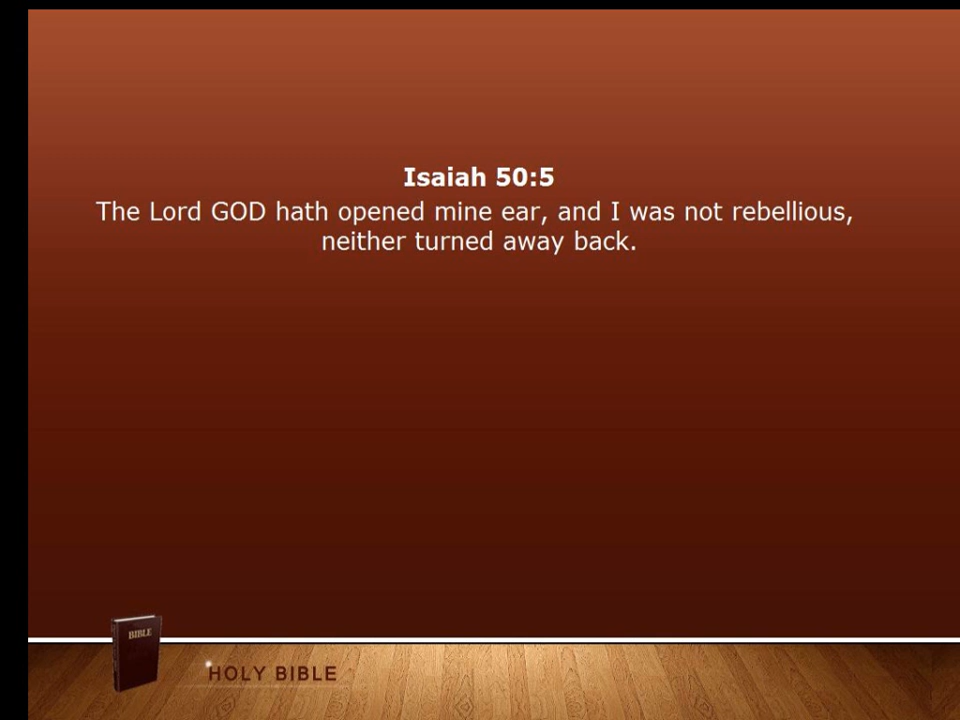 Isaiah 50:5
The Lord GOD hath opened mine ear, and I was not rebellious,
neither turned away back.
BIBLE
HOLY BIBLE